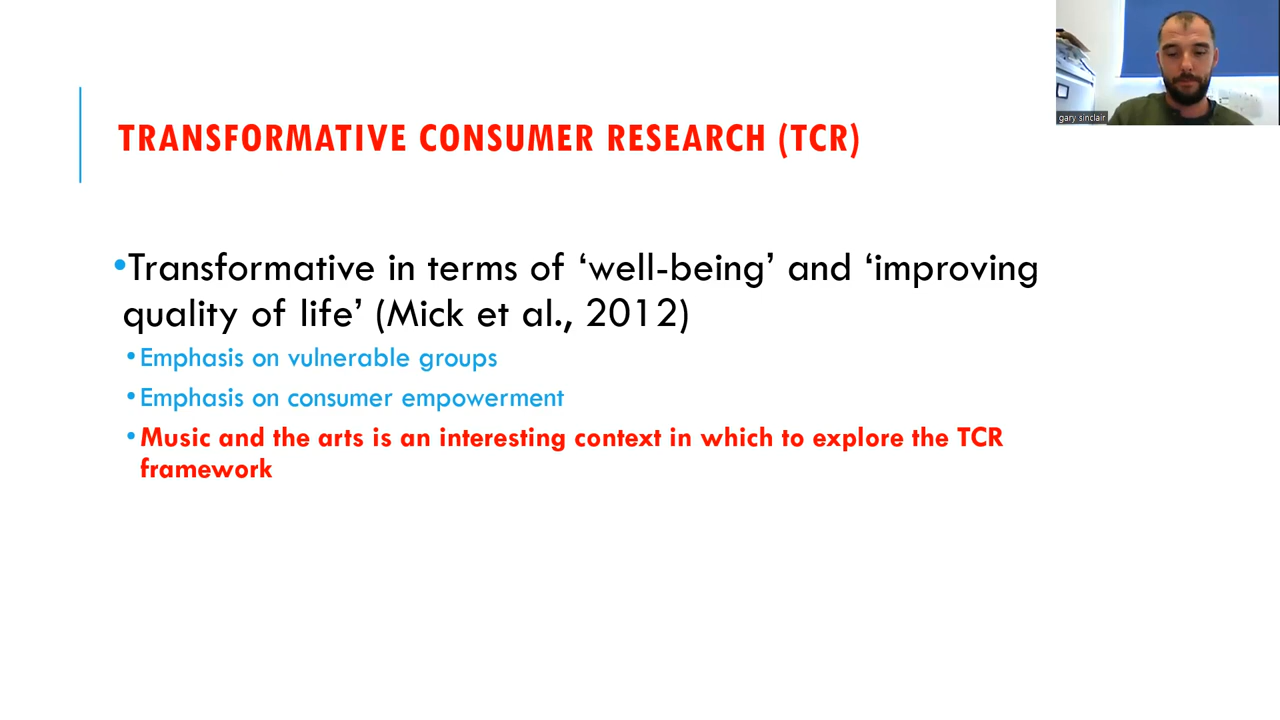 TRANSFORMATIVE CONSUMER RESEARCH (TCR)
gary sinclair
•Transformative in terms of ‘well-being’ and ‘improving
quality of life’ (Mick et al., 2012)
•Emphasis on vulnerable groups
•Emphasis on consumer empowerment
•Music and the arts is an interesting context in which to explore the TCR
framework